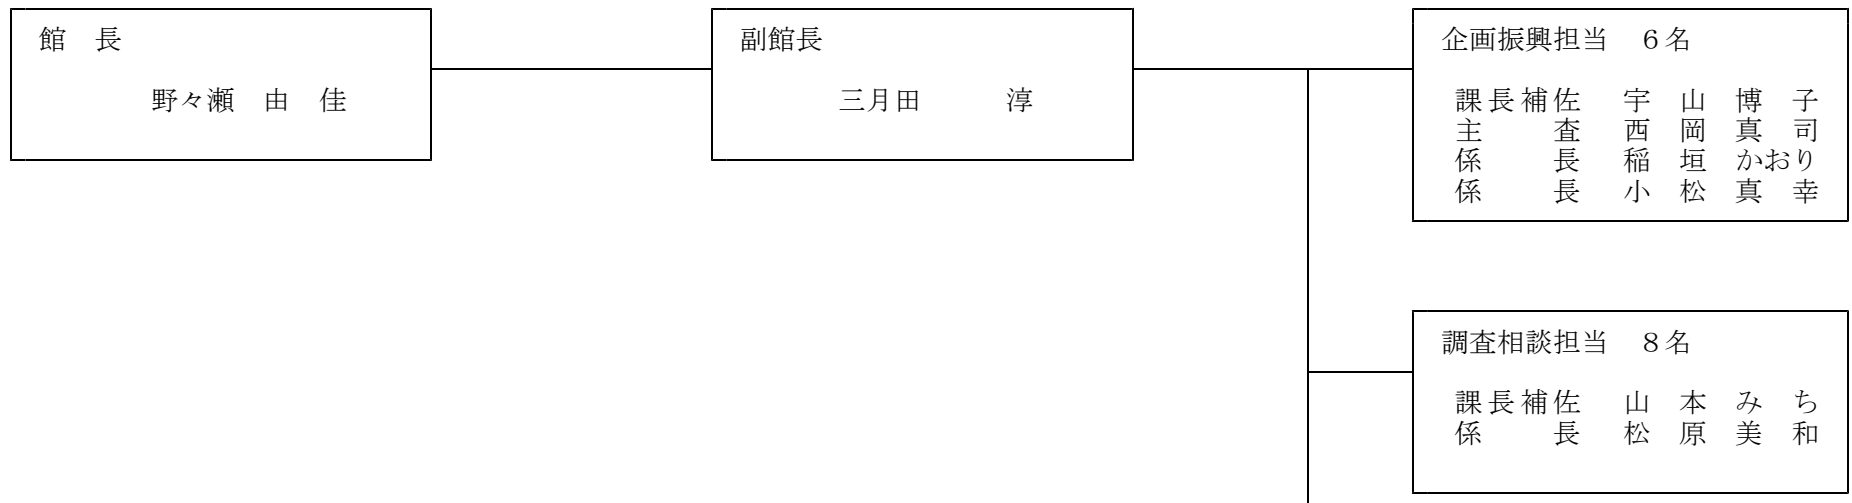 館　長
野々瀬　由　佳
副館長
三月田　　　淳
企画振興担当　６名
課長補佐　宇　山　博　子
主　　査　西　岡　真　司
係　　長　稲　垣　かおり
係　　長　小　松　真　幸
調査相談担当　８名
課長補佐　山　本　み　ち
係　　長　松　原　美　和